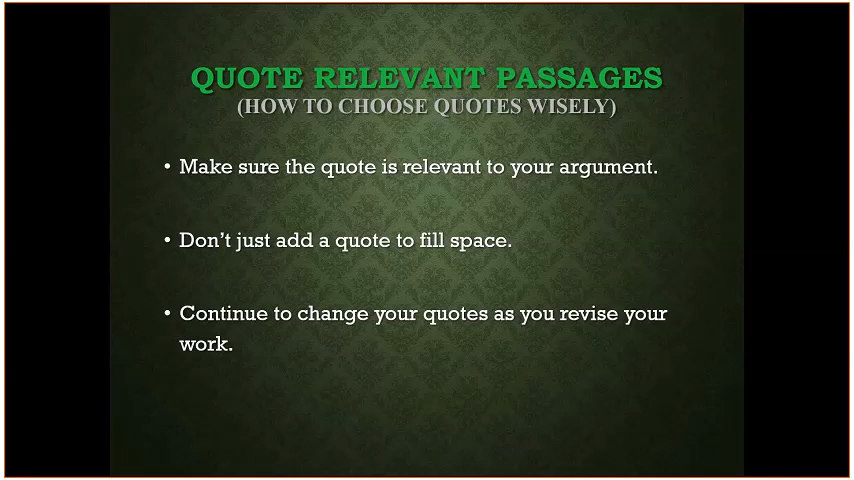 QUOTE RELEVANT PASSAGES
(HOW TO CHOOSE QUOTES WISELY)
• Make sure the quote is relevant to your argument.
• Don’t just add a quote to fill space.
• Continue to change your quotes as you revise your
work.